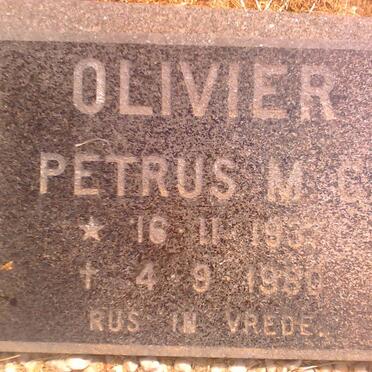 OLIVIER
PETRUS M
★ 16·11
† 4·9·1980
RUS IN VREDE.